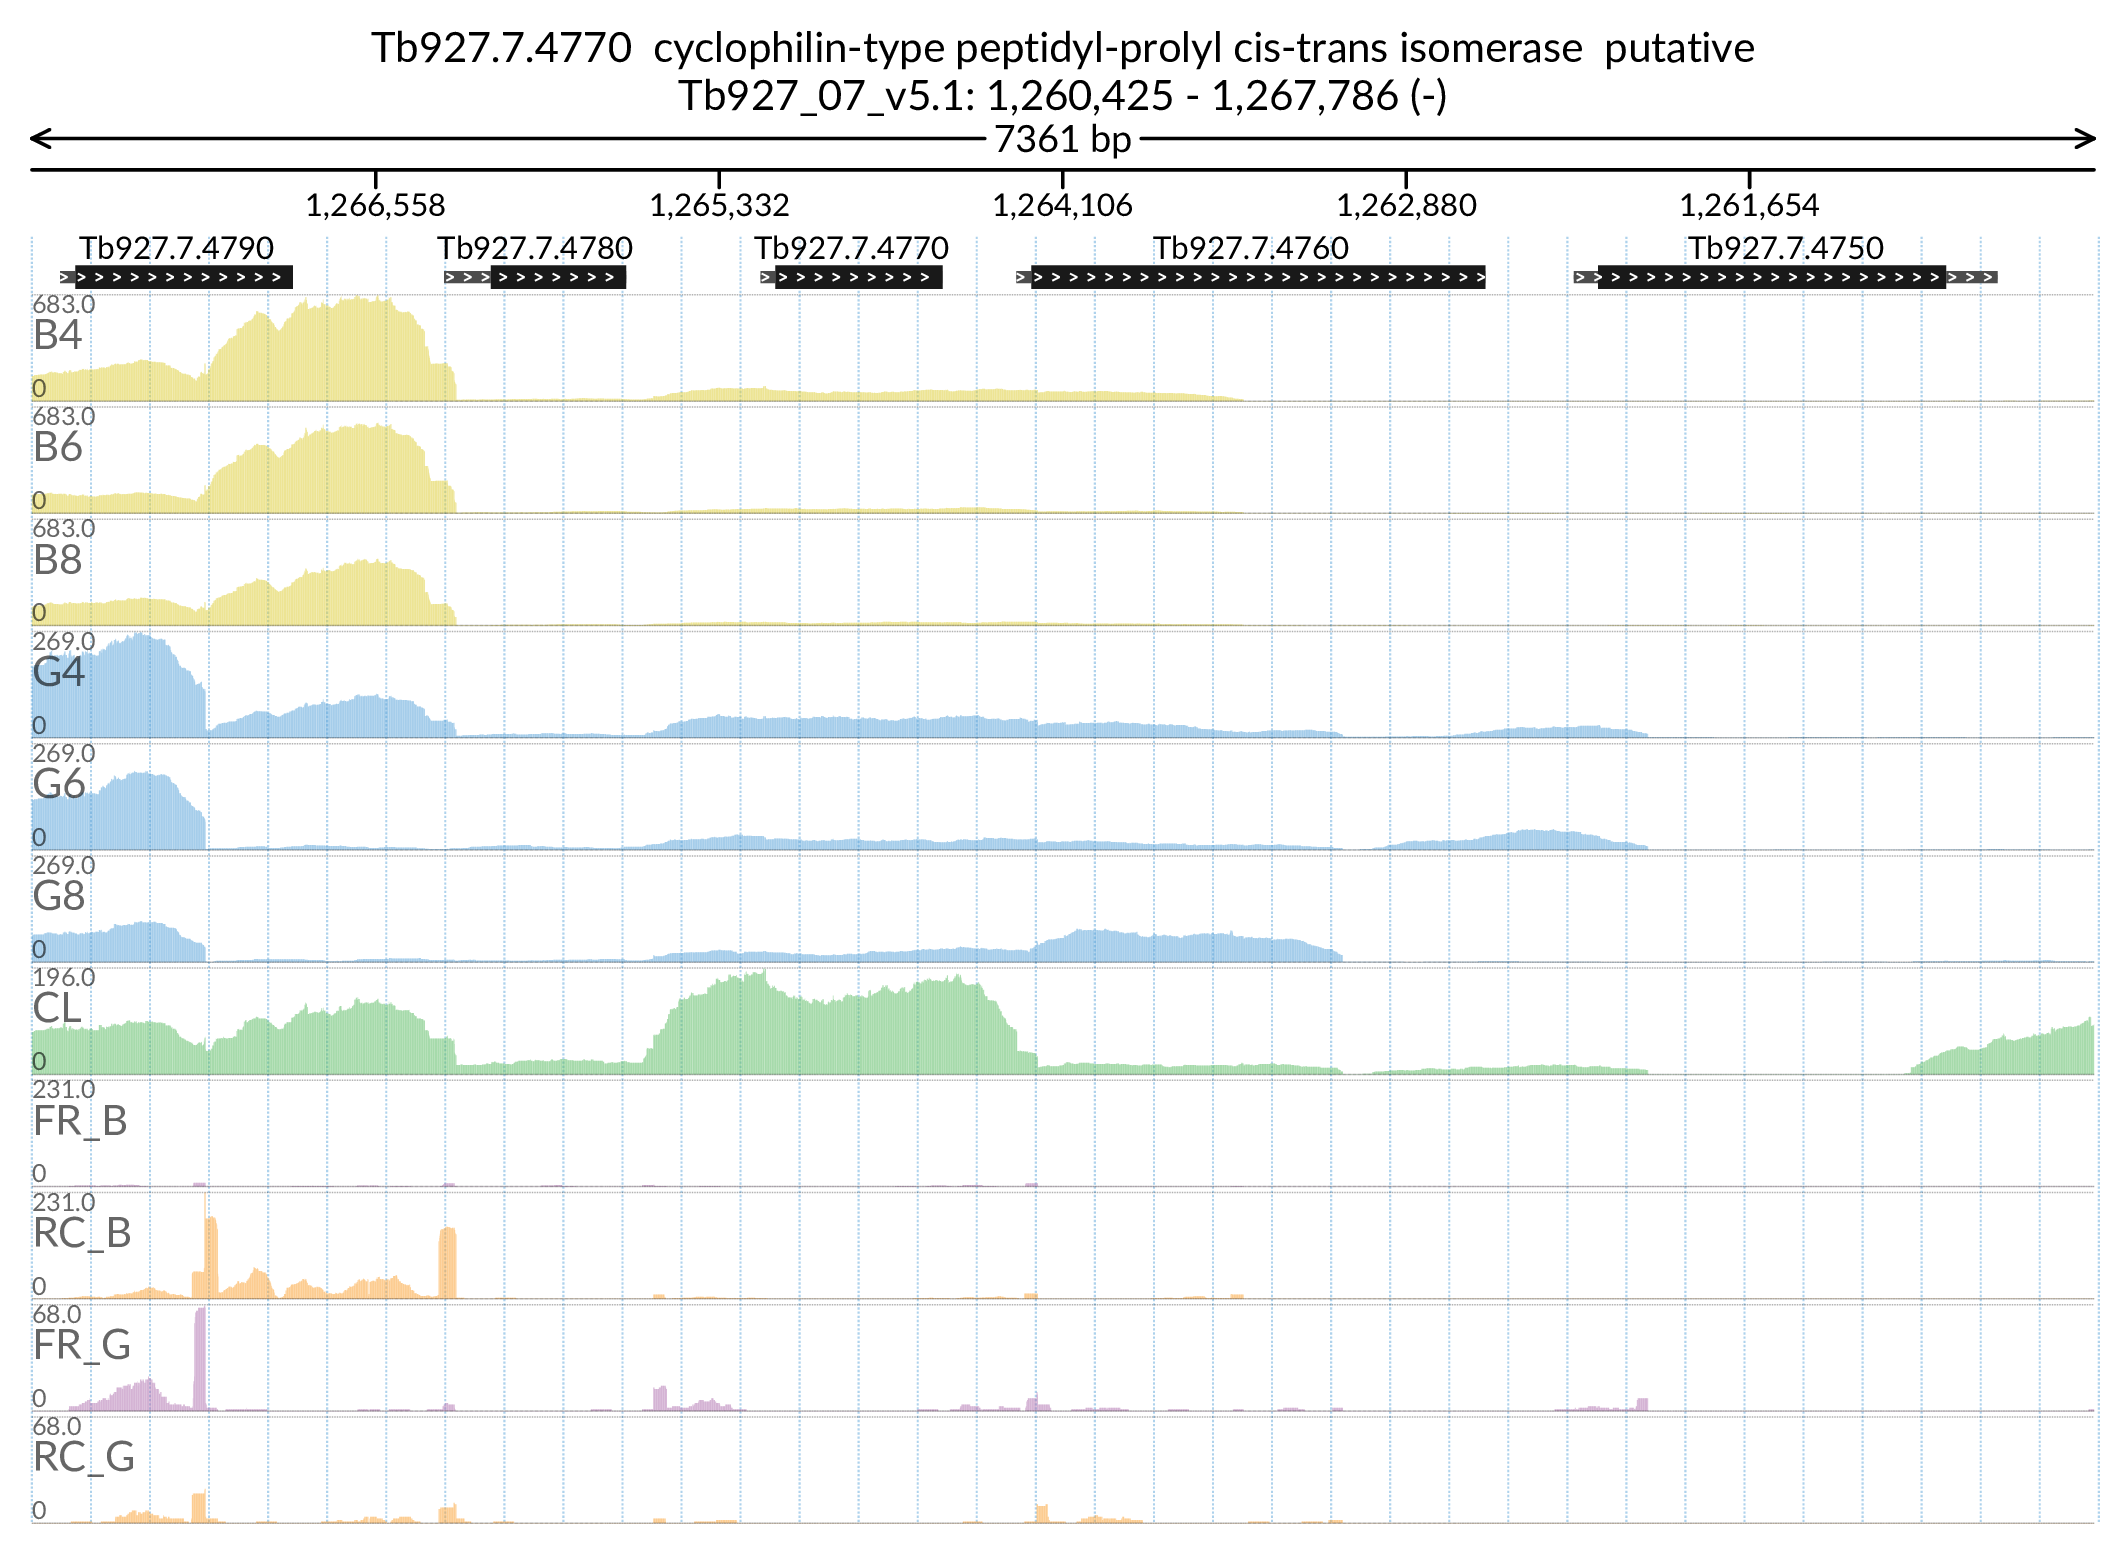 Tb927.7.4770 cyclophilin-type peptidyl-prolyl cis-trans isomerase putative
Tb927_07_v5.1: 1,260,425 - 1,267,786 (-)
7361 bp
1,266,558 1,265,332 1,264,106 1,262,880 1,261,654
Tb927.7.4790 Tb927.7.4780 Tb927.7.4770 Tb927.7.4760 Tb927.7.4750
683.0
B4
0
683.0
B6
0
683.0
B8
0
269.0
G4
0
269.0
G6
0
269.0
G8
0
196.0
CL
0
231.0
FR_B
0
231.0
RC_B
0
68.0
FR_G
0
68.0
RC_G
0